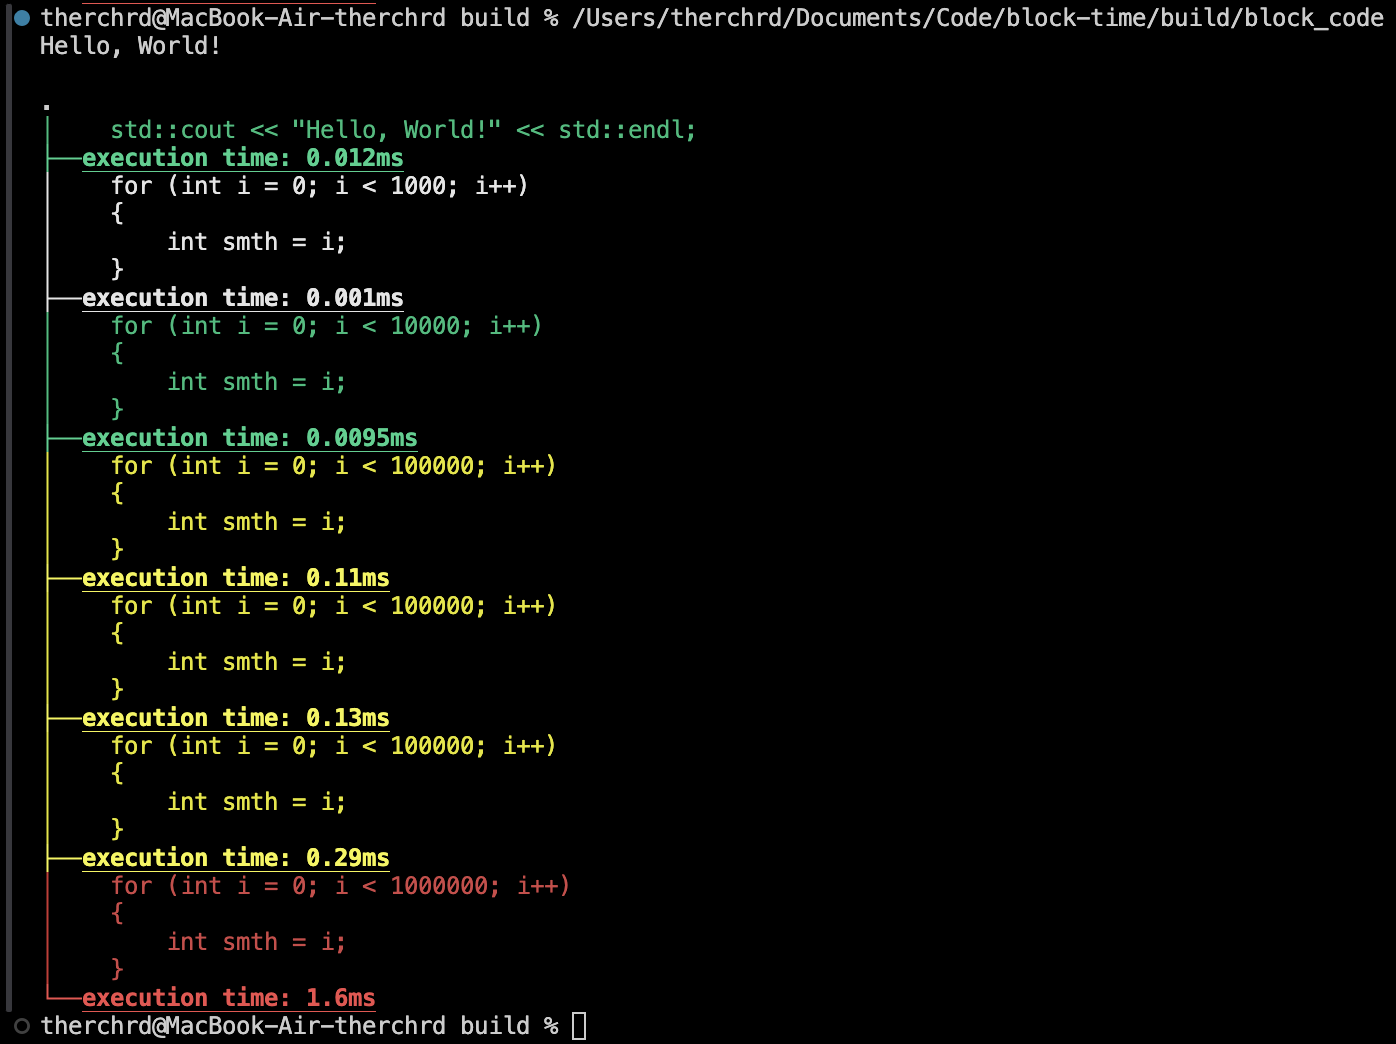 therchrd@MacBook-Air-therchrd build % /Users/therchrd/Documents/Code/block-time/build/block_code
Hello, World!
std::cout << "Hello, World!" << std::endl;
execution time: 0.012ms
for (int i = 0; i < 1000; i++)
{
int smth = i;
}
execution time: 0.001ms
for (int i = 0; i < 10000; i++)
{
int smth = i;
}
execution time: 0.0095ms
for (int i = 0; i < 100000; i++)
{
int smth = i;
}
execution time: 0.11ms
for (int i = 0; i < 100000; i++)
{
int smth = i;
}
execution time: 0.13ms
for (int i = 0; i < 100000; i++)
{
int smth = i;
}
execution time: 0.29ms
for (int i = 0; i < 1000000; i++)
{
int smth = i;
}
execution time: 1.6ms
therchrd@MacBook-Air-therchrd build %